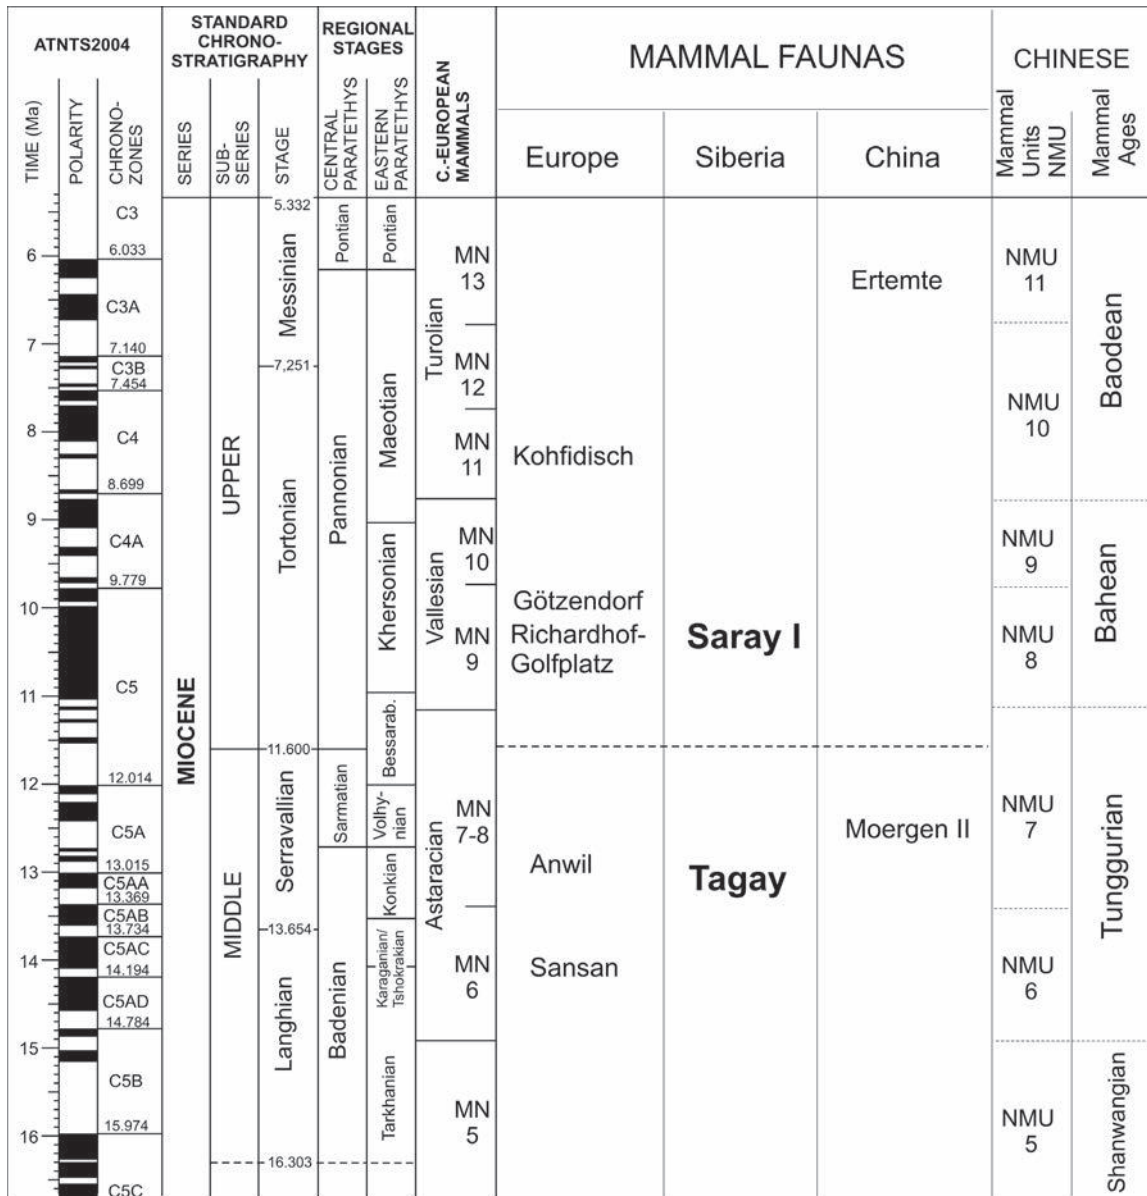 ATNTS2004
STANDARD
CHRONO-
STRATIGRAPHY
REGIONAL
STAGES
MAMMAL FAUNAS
CHINESE
TIME (Ma)
POLARITY
CHRONO-
ZONES
SERIES
SUB-
SERIES
STAGE
CENTRAL
PARATETHYS
EASTERN
PARATETHYS
C.-EUROPEAN
MAMMALS
Europe
Siberia
China
Mammal
Units
NMU
Mammal
Ages
6
7
8
9
10
11
12
13
14
15
16
C3
6.033
C3A
7.140
C3B
7.454
C4
8.699
C4A
9.779
C5
12.014
C5A
13.015
C5AA
13.369
C5AB
13.734
C5AC
14.194
C5AD
14.784
C5B
15.974
C5C
MIOCENE
UPPER
MIDDLE
5.332
Messinian
7,251
Tortonian
11.600
Serravallian
13.654
Langhian
16.303
Pontian
Pannonian
Sarmatian
Badenian
Pontian
Maeotian
Khersonian
Bessarab.
Volhy-
nian
Konkian
Karaganian/
Tshokrakian
Tarkhanian
Turolian
Vallesian
Astaracian
MN
13
MN
12
MN
11
MN
10
MN
9
MN
7-8
MN
6
MN
5
Kohfidisch
Götzendorf
Richardhof-
Golfplatz
Anwil
Sansan
Saray I
Tagay
Ertemte
Moergen II
NMU
11
NMU
10
NMU
9
NMU
8
NMU
7
NMU
6
NMU
5
Baodean
Bahean
Tunggurian
Shanwangian